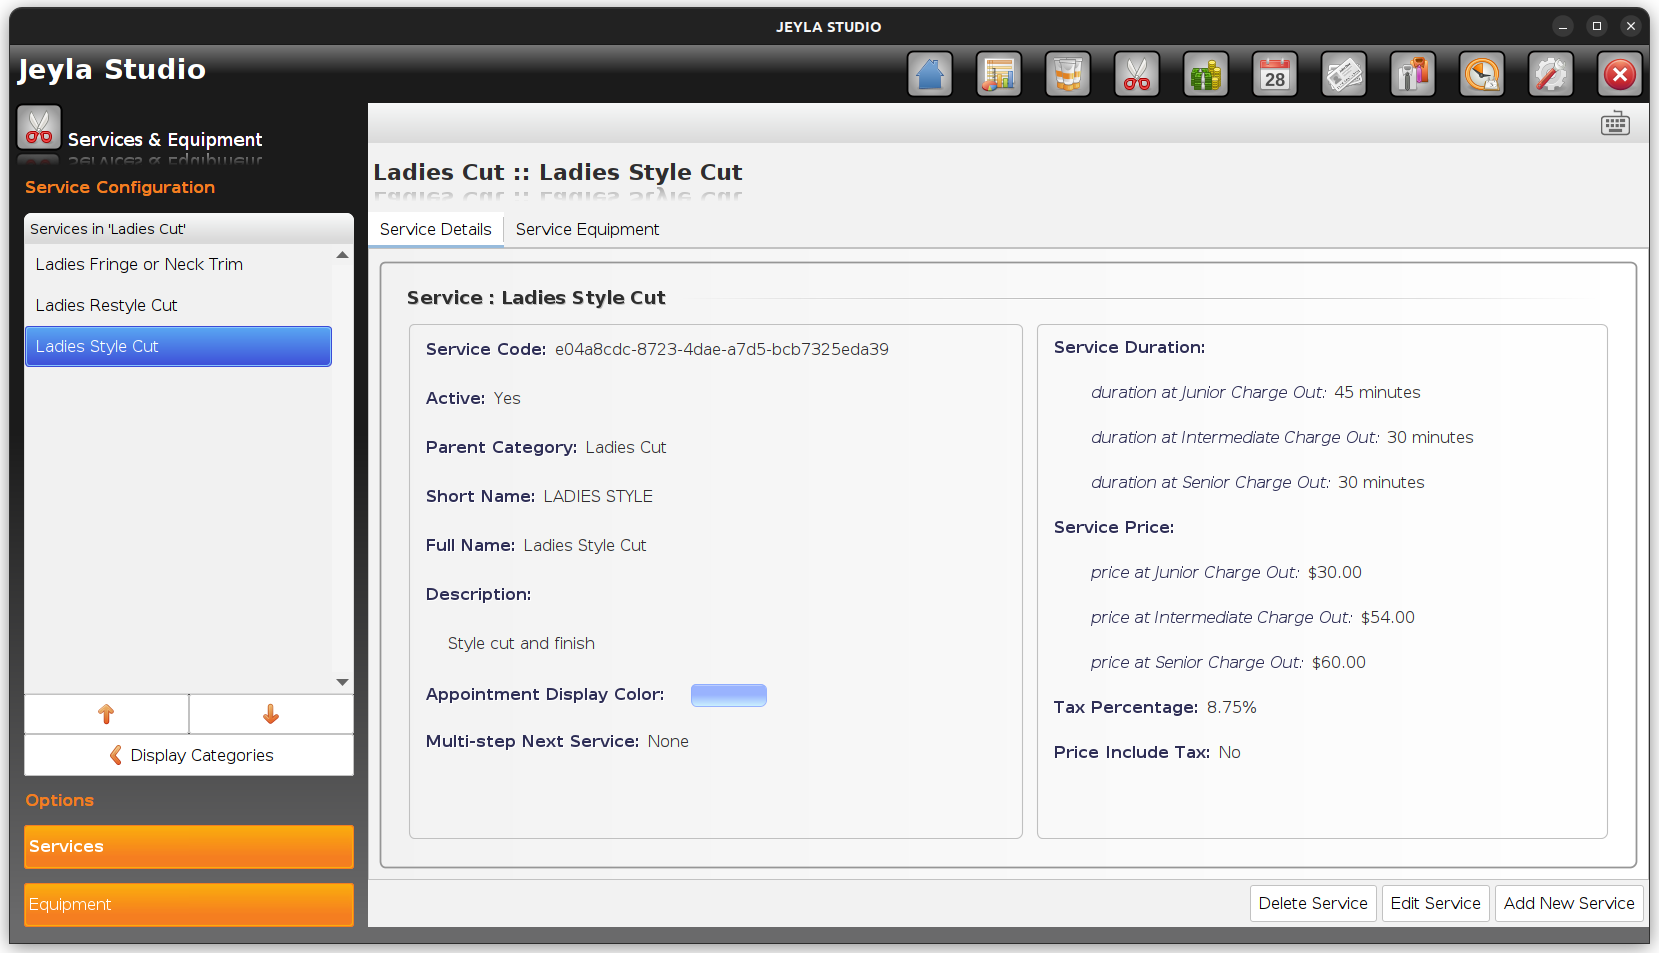 JEYLA STUDIO
Jeyla Studio
28
Services & Equipment
Service Configuration
Services in 'Ladies Cut'
Ladies Fringe or Neck Trim
Ladies Restyle Cut
Ladies Style Cut
Display Categories
Options
Services
Equipment
Ladies Cut :: Ladies Style Cut
Service Details
Service Equipment
Service : Ladies Style Cut
Service Code: e04a8cdc-8723-4dae-a7d5-bcb7325eda39
Active: Yes
Parent Category: Ladies Cut
Short Name: LADIES STYLE
Full Name: Ladies Style Cut
Description:
Style cut and finish
Appointment Display Color:
Multi-step Next Service: None
Service Duration:
duration at Junior Charge Out: 45 minutes
duration at Intermediate Charge Out: 30 minutes
duration at Senior Charge Out: 30 minutes
Service Price:
price at Junior Charge Out: $30.00
price at Intermediate Charge Out: $54.00
price at Senior Charge Out: $60.00
Tax Percentage: 8.75%
Price Include Tax: No
Delete Service
Edit Service
Add New Service